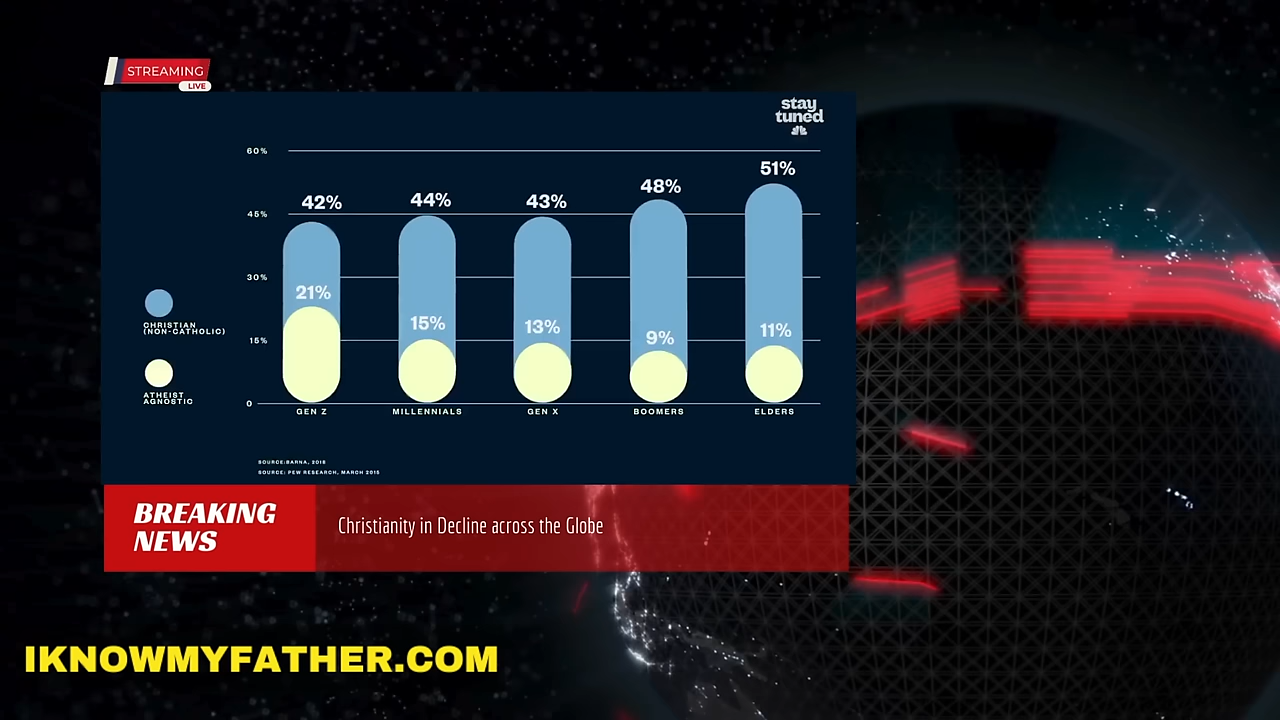 STREAMING
LIVE
stay
tuned
60%
45%
30%
15%
0
42%
44%
43%
48%
51%
21%
15%
13%
9%
11%
CHRISTIAN
(NON-CATHOLIC)
ATHEIST
AGNOSTIC
GEN Z
MILLENNIALS
GEN X
BOOMERS
ELDERS
SOURCE:BARNA, 2018
SOURCE: PEW RESEARCH, MARCH 2015
BREAKING
NEWS
Christianity in Decline across the Globe
IKNOWMYFATHER.COM